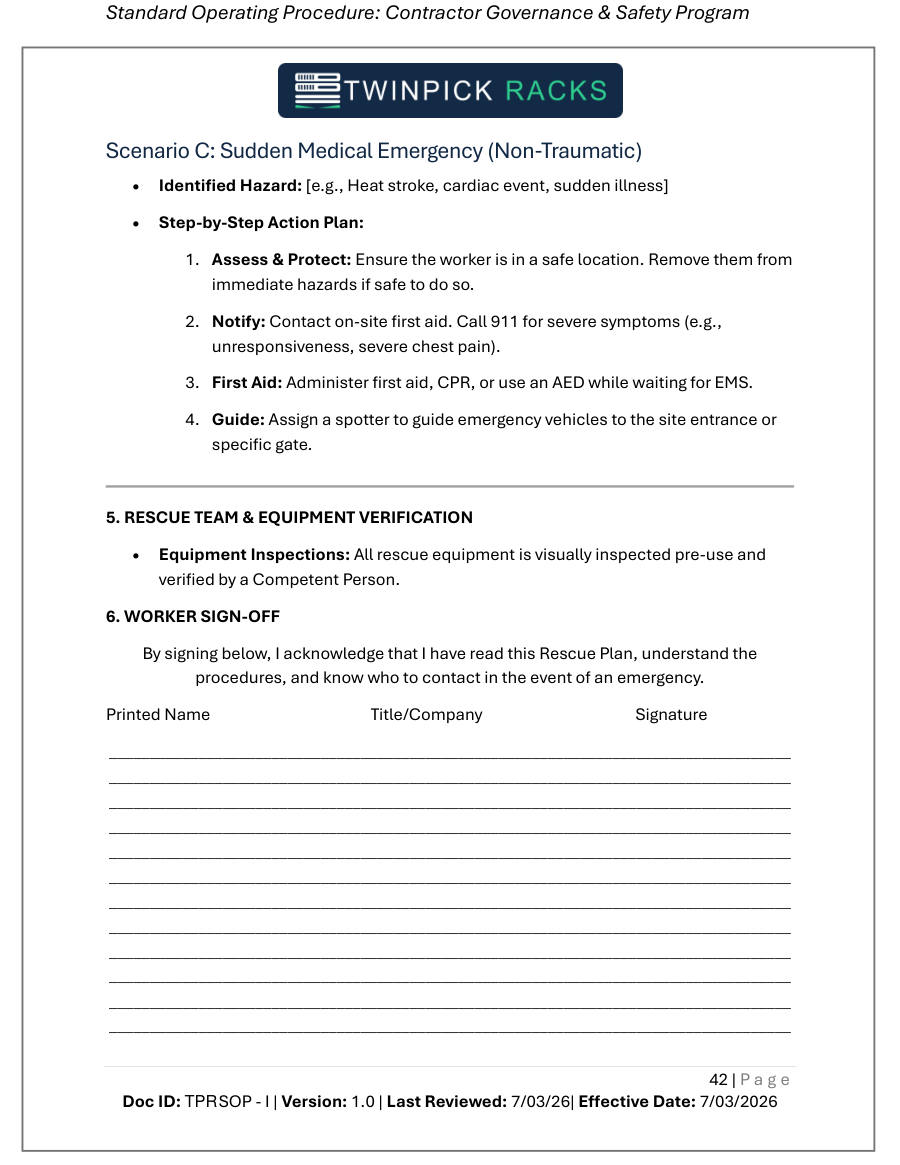 Standard Operating Procedure: Contractor Governance & Safety Program
TWINPICK RACKS
Scenario C: Sudden Medical Emergency (Non-Traumatic)
• Identified Hazard: [e.g., Heat stroke, cardiac event, sudden illness]
• Step-by-Step Action Plan:
1. Assess & Protect: Ensure the worker is in a safe location. Remove them from
immediate hazards if safe to do so.
2. Notify: Contact on-site first aid. Call 911 for severe symptoms (e.g.,
unresponsiveness, severe chest pain).
3. First Aid: Administer first aid, CPR, or use an AED while waiting for EMS.
4. Guide: Assign a spotter to guide emergency vehicles to the site entrance or
specific gate.
5. RESCUE TEAM & EQUIPMENT VERIFICATION
• Equipment Inspections: All rescue equipment is visually inspected pre-use and
verified by a Competent Person.
6. WORKER SIGN-OFF
By signing below, I acknowledge that I have read this Rescue Plan, understand the
procedures, and know who to contact in the event of an emergency.
Printed Name Title/Company Signature
42 | Page
Doc ID: TPRSOP - I | Version: 1.0 | Last Reviewed: 7/03/26| Effective Date: 7/03/2026